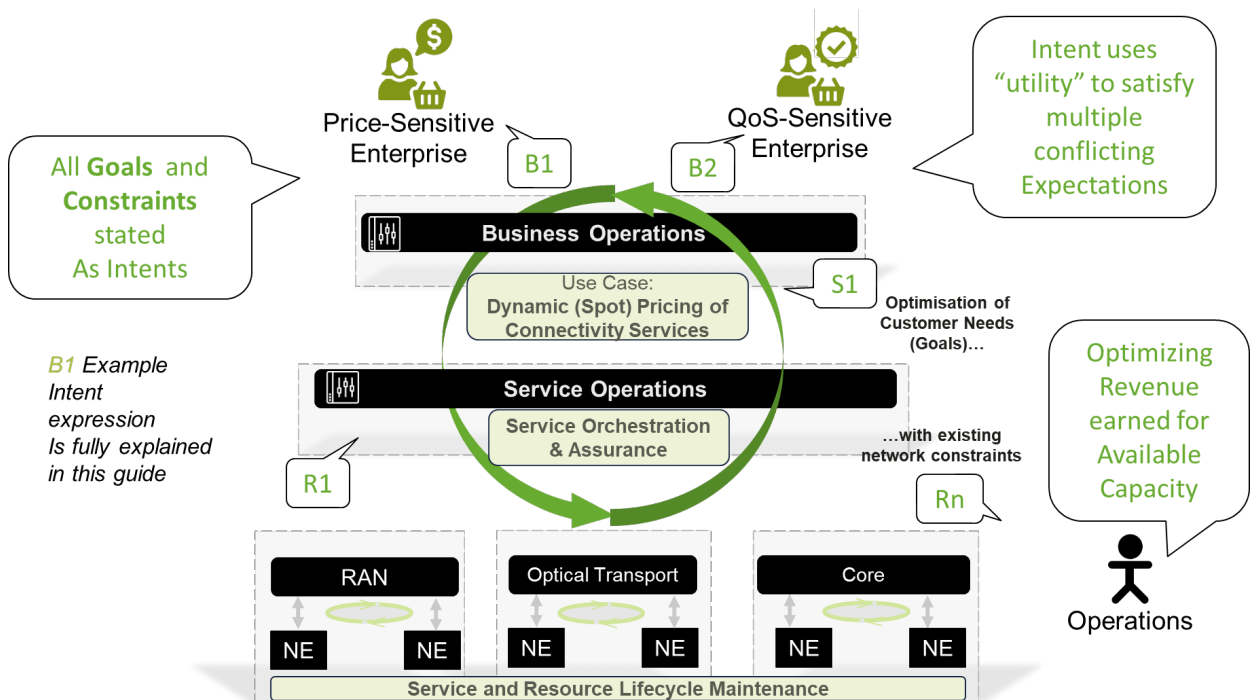 $
Price-Sensitive
Enterprise
QoS-Sensitive
Enterprise
B1
B2
All Goals and
Constraints
stated
As Intents
Intent uses
“utility” to satisfy
multiple
conflicting
Expectations
Business Operations
Use Case:
Dynamic (Spot) Pricing of
Connectivity Services
S1
Optimisation of
Customer Needs
(Goals)…
B1 Example
Intent
expression
Is fully explained
in this guide
Service Operations
Service Orchestration
& Assurance
R1
…with existing
network constraints
Rn
Optimizing
Revenue
earned for
Available
Capacity
Operations
RAN
NE
NE
Optical Transport
NE
NE
Core
NE
NE
Service and Resource Lifecycle Maintenance